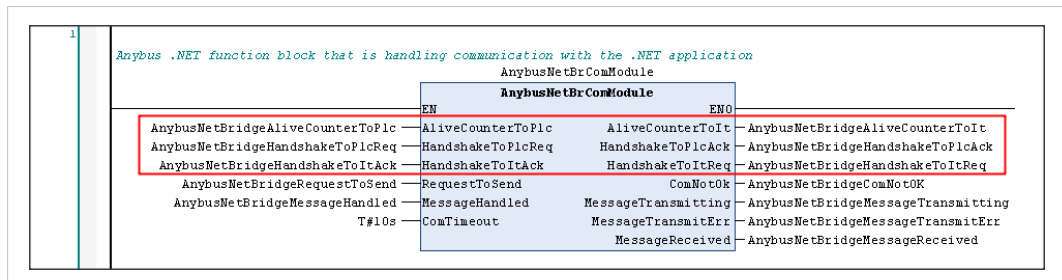 1
Anybus .NET function block that is handling communication with the .NET application
AnybusNetBrComModule
AnybusNetBrComModule
EN ENO
AnybusNetBridgeAliveCounterToPlc AliveCounterToPlc AliveCounterToIt AnybusNetBridgeAliveCounterToIt
AnybusNetBridgeHandshakeToPlcReq HandshakeToPlcReq HandshakeToPlcAck AnybusNetBridgeHandshakeToPlcAck
AnybusNetBridgeHandshakeToItAck HandshakeToItAck HandshakeToItReq AnybusNetBridgeHandshakeToItReq
AnybusNetBridgeRequestToSend RequestToSend ComNotOk AnybusNetBridgeComNotOK
AnybusNetBridgeMessageHandled MessageHandled MessageTransmitting AnybusNetBridgeMessageTransmitting
T#10s ComTimeout MessageTransmitErr AnybusNetBridgeMessageTransmitErr
MessageReceived AnybusNetBridgeMessageReceived